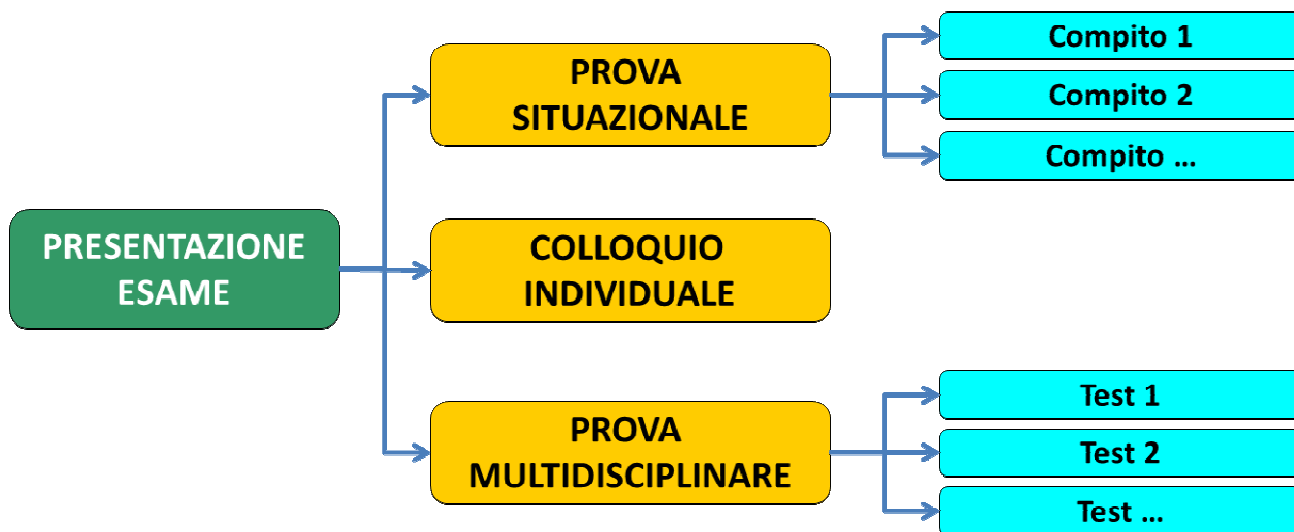 PRESENTAZIONE
ESAME
PROVA
SITUAZIONALE
Compito 1
Compito 2
Compito ...
COLLOQUIO
INDIVIDUALE
PROVA
MULTIDISCIPLINARE
Test 1
Test 2
Test ...